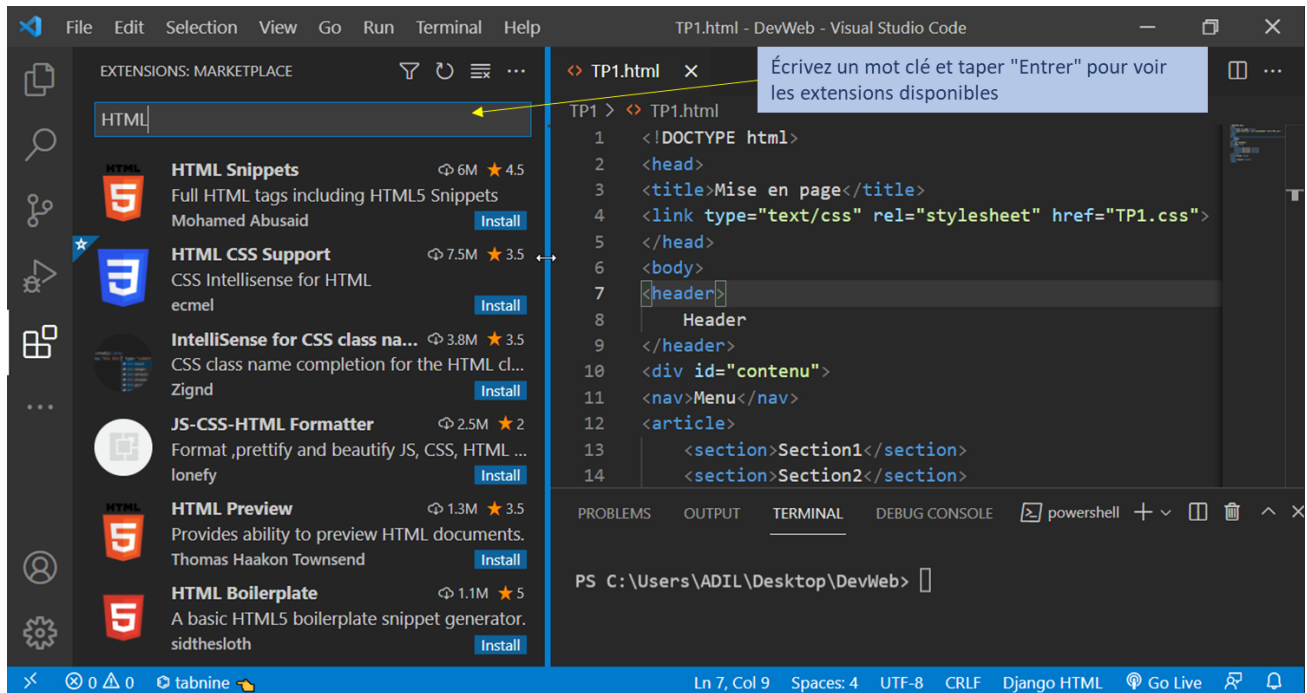 File Edit Selection View Go Run Terminal Help
TP1.html - DevWeb - Visual Studio Code
EXTENSIONS: MARKETPLACE
HTML
HTML Snippets 6M 4.5
Full HTML tags including HTML5 Snippets
Mohamed Abusaid Install
HTML CSS Support 7.5M 3.5
CSS Intellisense for HTML
ecmel Install
IntelliSense for CSS class na... 3.8M 3.5
CSS class name completion for the HTML cl...
Zignd Install
JS-CSS-HTML Formatter 2.5M 2
Format ,prettify and beautify JS, CSS, HTML ...
lonefy Install
HTML Preview 1.3M 3.5
Provides ability to preview HTML documents.
Thomas Haakon Townsend Install
HTML Boilerplate 1.1M 5
A basic HTML5 boilerplate snippet generator.
sidthesloth Install
TP1.html
Écrivez un mot clé et taper "Entrer" pour voir
les extensions disponibles
TP1 > <> TP1.html
1 <!DOCTYPE html>
2 <head>
3 <title>Mise en page</title>
4 <link type="text/css" rel="stylesheet" href="TP1.css">
5 </head>
6 <body>
7 <header>
8 Header
9 </header>
10 <div id="contenu">
11 <nav>Menu</nav>
12 <article>
13 <section>Section1</section>
14 <section>Section2</section>
PROBLEMS OUTPUT TERMINAL DEBUG CONSOLE powershell
PS C:\Users\ADIL\Desktop\DevWeb>
0 0 tabnine
Ln 7, Col 9 Spaces: 4 UTF-8 CRLF Django HTML Go Live